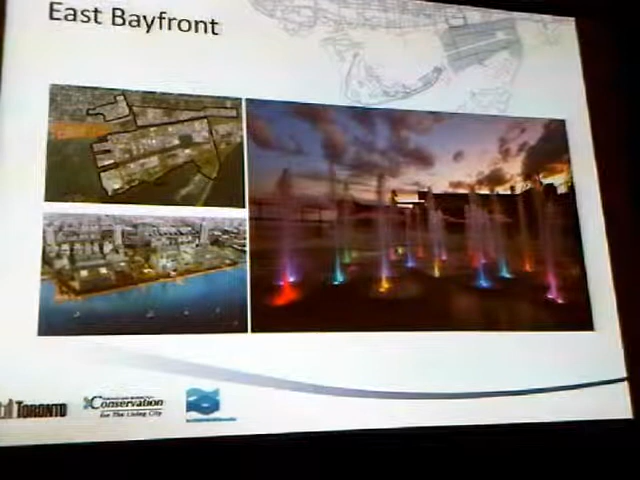 East Bayfront
TORONTO
Conservation
for The Living City